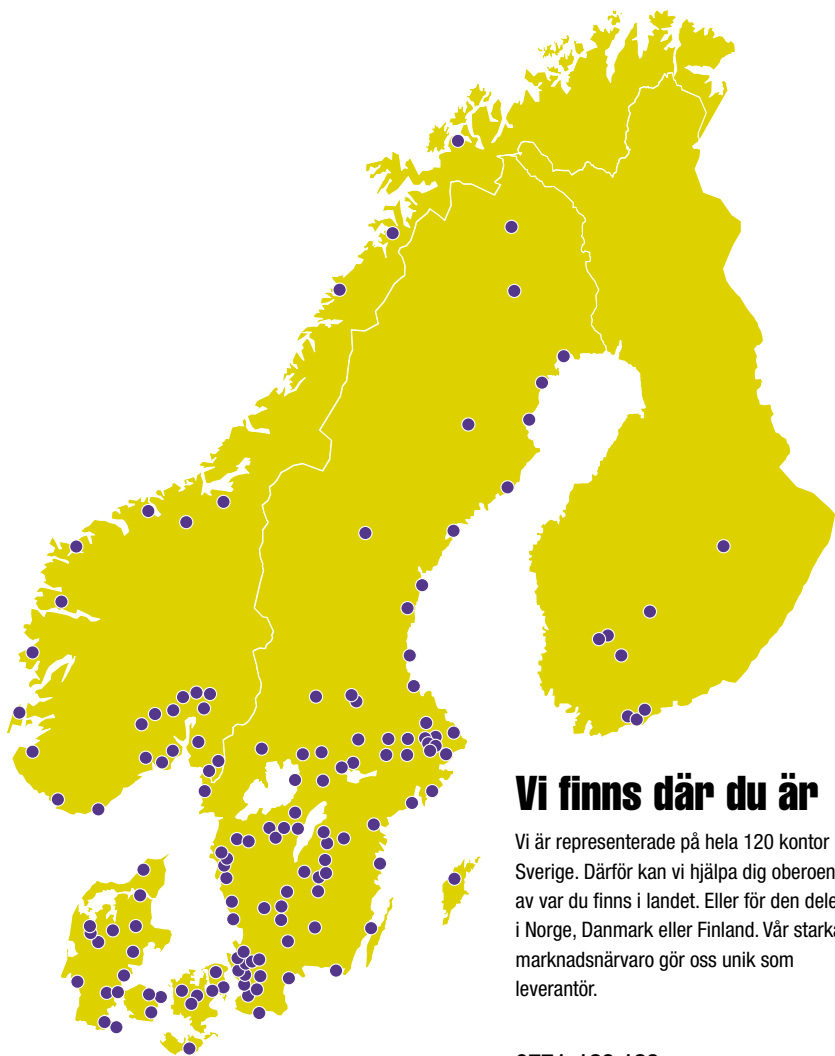 Vi finns där du är
Vi är representerade på hela 120 kontor
Sverige. Därför kan vi hjälpa dig
av var du finns i landet. Eller för den
i Norge, Danmark eller Finland. Vår
marknadsnärvaro gör oss unik som
leverantör.